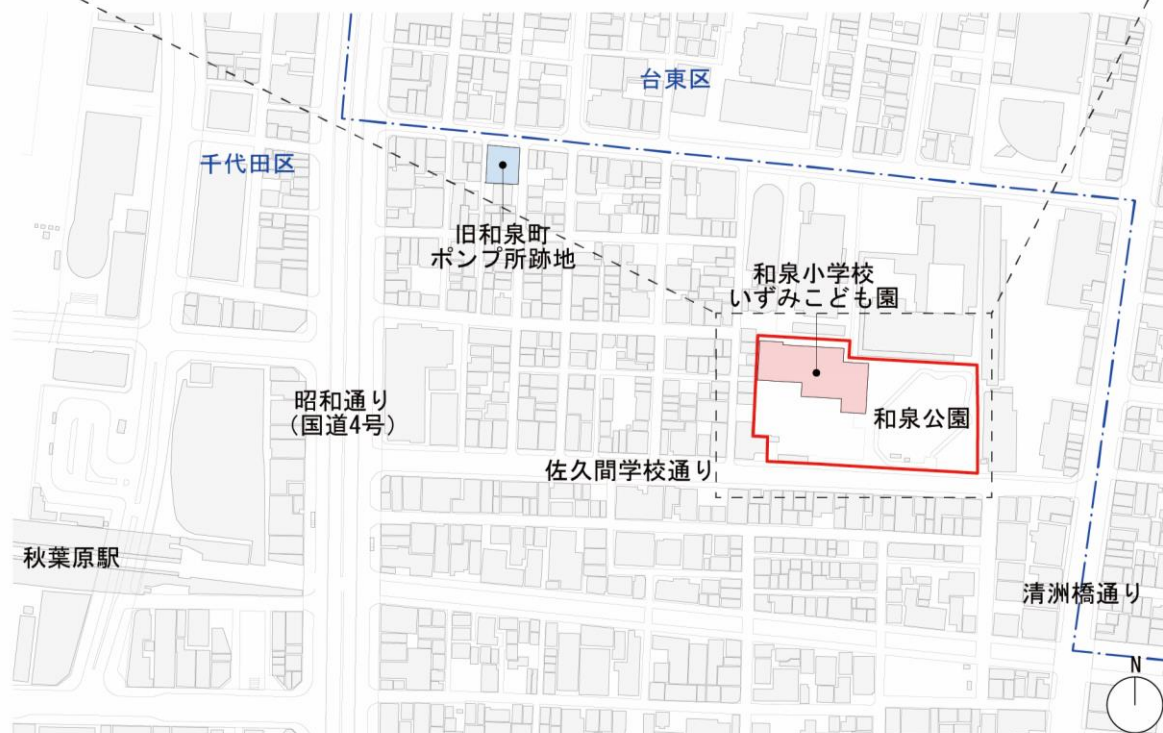 台東区
千代田区
旧和泉町
ポンプ所跡地
和泉小学校
いずみこども園
昭和通り
(国道4号)
和泉公園
佐久間学校通り
秋葉原駅
清洲橋通り
N